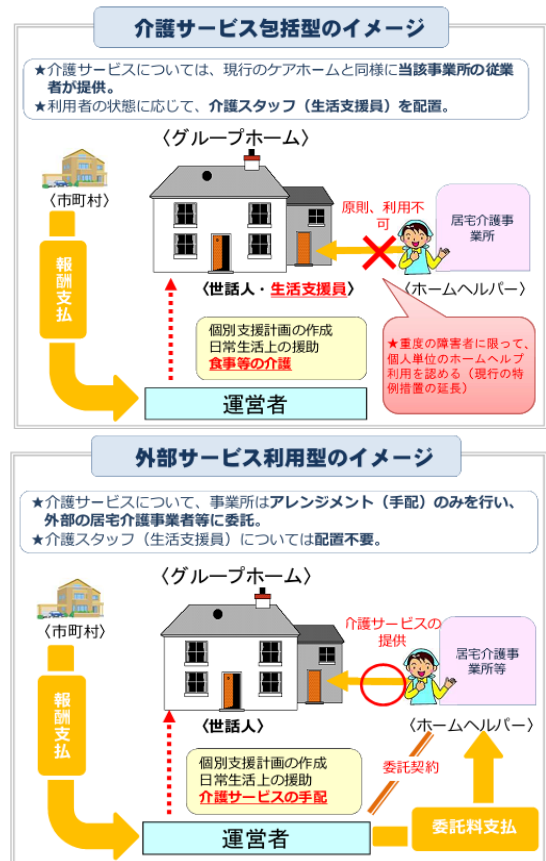 介護サービス包括型のイメージ
★介護サービスについては、現行のケアホームと同様に当該事業所の従業
者が提供。
★利用者の状態に応じて、介護スタッフ（生活支援員）を配置。
〈グループホーム〉
〈市町村〉
原則、利用不
可
居宅介護事
業所
報酬支払
〈世話人・生活支援員〉
〈ホームヘルパー〉
個別支援計画の作成
日常生活上の援助
食事等の介護
★重度の障害者に限って、
個人単位のホームヘルプ
利用を認める（現行の特
例措置の延長）
運営者
外部サービス利用型のイメージ
★介護サービスについて、事業所はアレンジメント（手配）のみを行い、
外部の居宅介護事業者等に委託。
★介護スタッフ（生活支援員）については配置不要。
〈グループホーム〉
〈市町村〉
介護サービスの
提供
居宅介護事
業所等
報酬支払
〈世話人〉
〈ホームヘルパー〉
個別支援計画の作成
日常生活上の援助
介護サービスの手配
委託契約
運営者
委託料支払